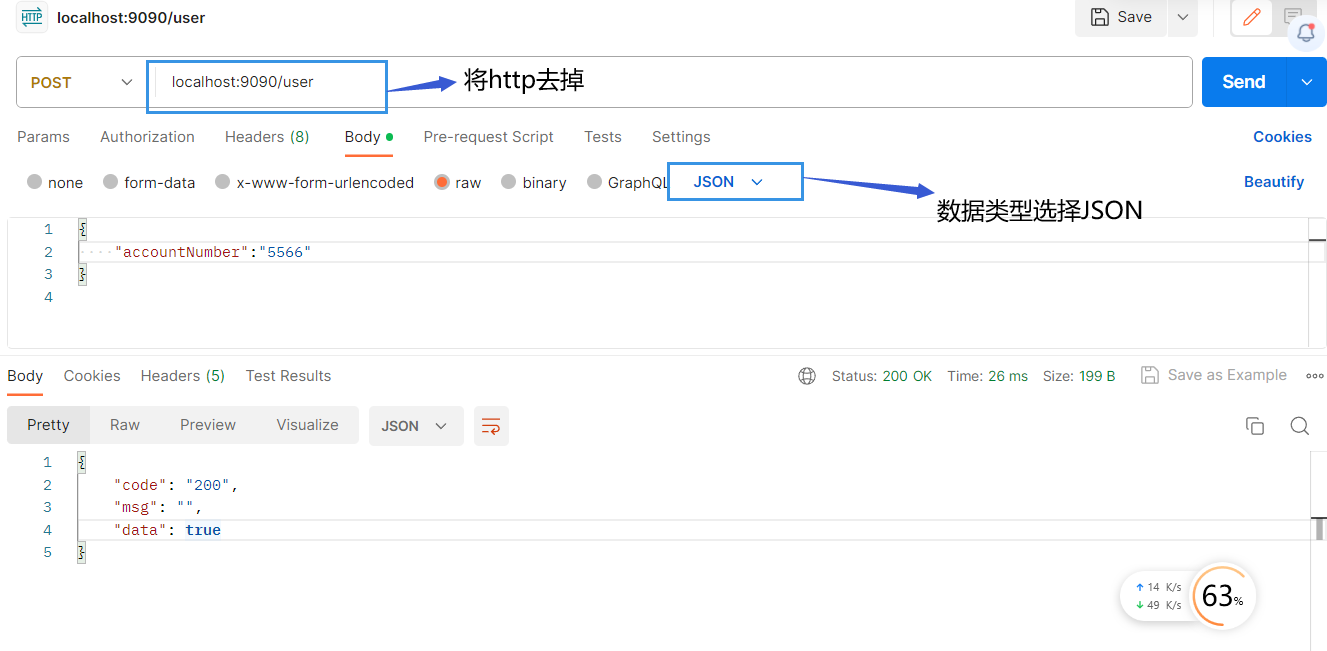 HTTP localhost:9090/user Save
POST localhost:9090/user 将http去掉 Send
Params Authorization Headers (8) Body Pre-request Script Tests Settings Cookies
none form-data x-www-form-urlencoded raw binary GraphQL JSON Beautify
数据类型选择JSON
1 {
2 ····"accountNumber":"5566"
3 }
4
Body Cookies Headers (5) Test Results Status: 200 OK Time: 26 ms Size: 199 B Save as Example
Pretty Raw Preview Visualize JSON
1 {
2 "code": "200",
3 "msg": "",
4 "data": true
5 }
↑ 14 K/s
↓ 49 K/s
63%